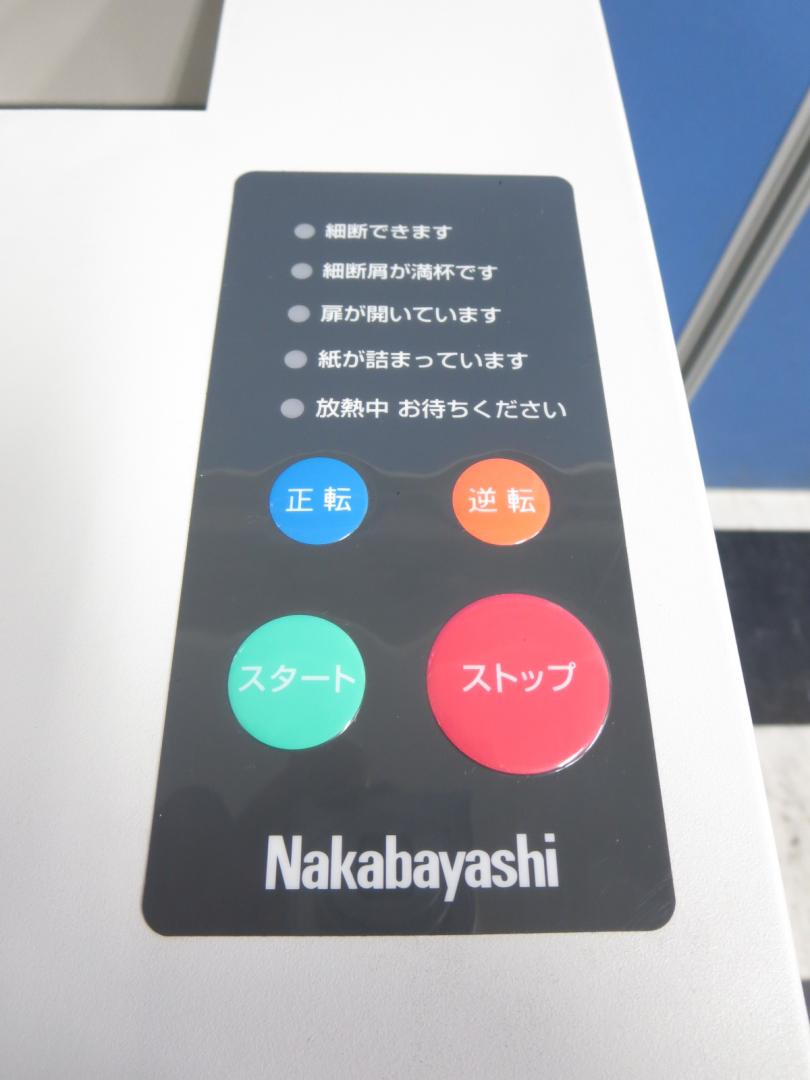 細断できます
細断屑が満杯です
扉が開いています
紙が詰まっています
放熱中 お待ちください
正転 逆転
スタート ストップ
Nakabayashi